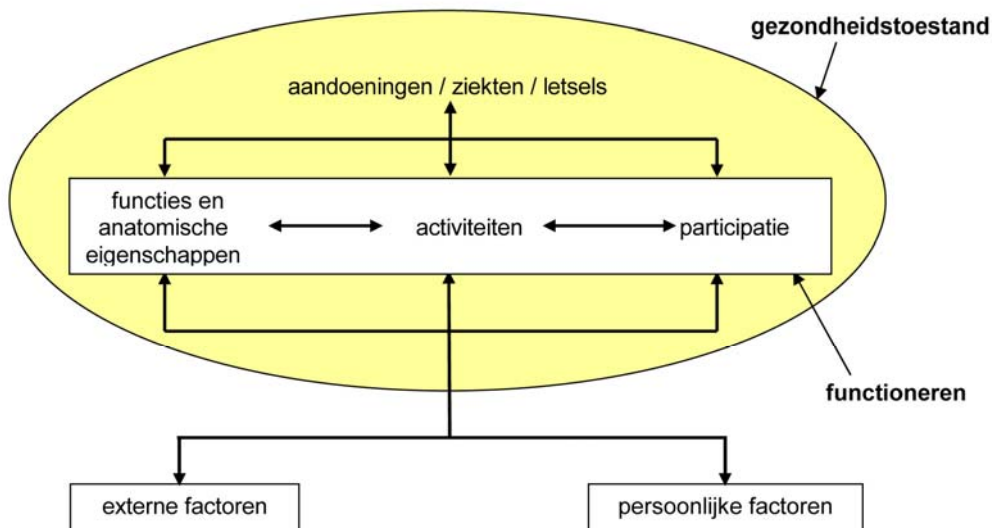 gezondheidstoestand
aandoeningen / ziekten / letsels
functies en
anatomische
eigenschappen
activiteiten
participatie
functioneren
externe factoren
persoonlijke factoren